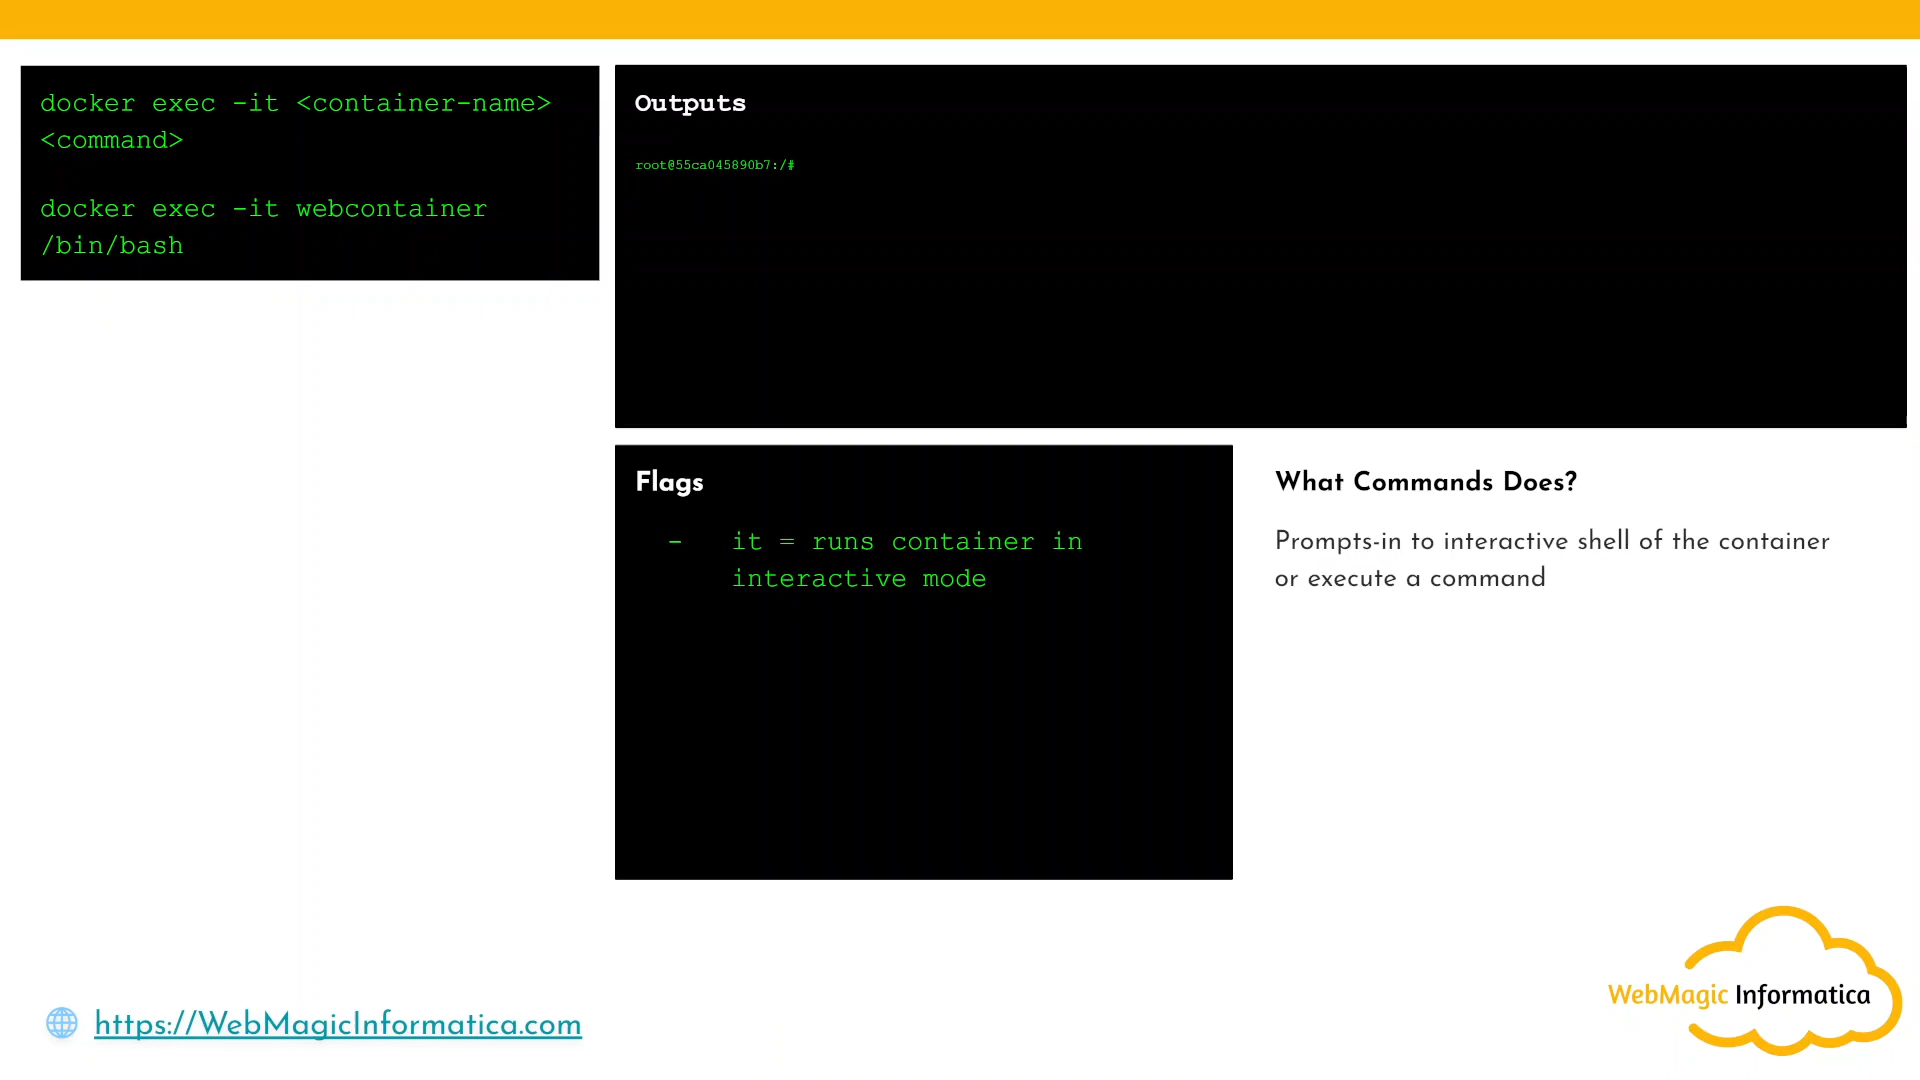 docker exec -it <container-name>
<command>
docker exec -it webcontainer
/bin/bash
Outputs
root@55ca045890b7:/#
Flags
- it = runs container in
interactive mode
What Commands Does?
Prompts-in to interactive shell of the container
or execute a command
https://WebMagicInformatica.com
WebMagic Informatica